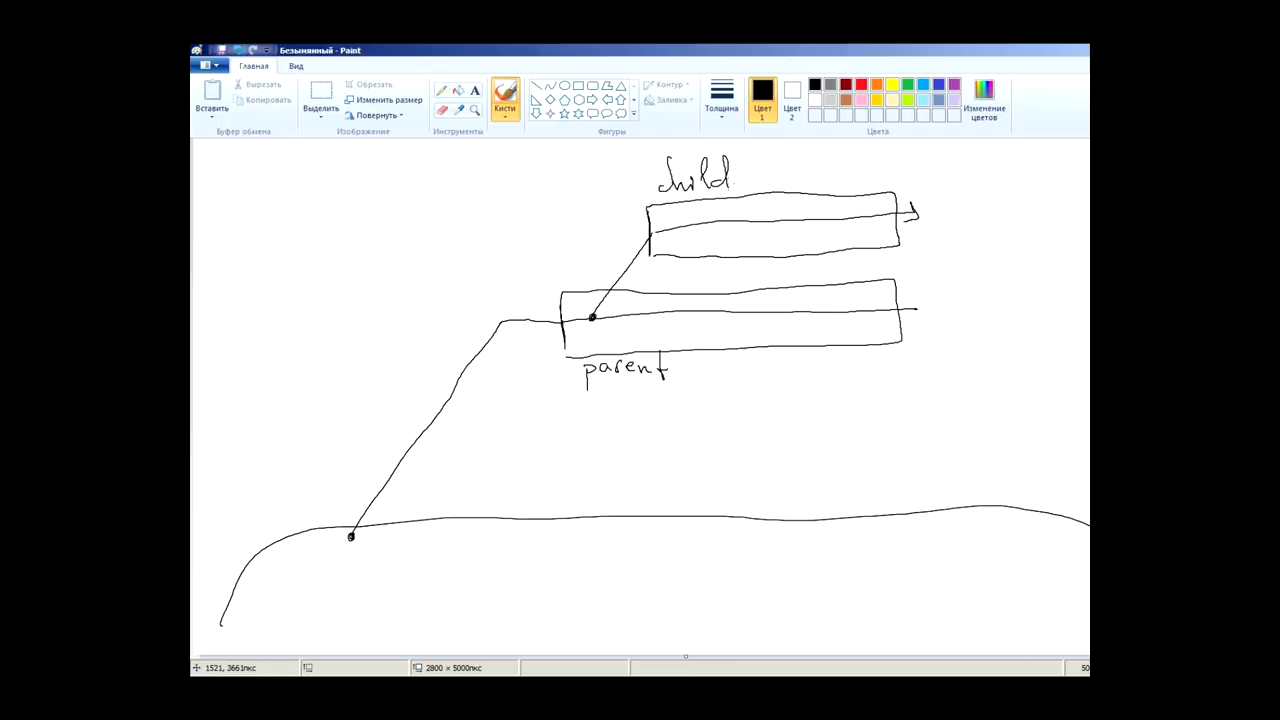 Безымянный - Paint
Главная Вид
Вставить
Вырезать
Копировать
Буфер обмена
Выделить
Обрезать
Изменить размер
Повернуть
Изображение
Инструменты
Кисти
Фигуры
Контур
Заливка
Толщина
Цвет 1
Цвет 2
Изменение цветов
Цвета
child
parent
1521, 3661пкс
2800 × 5000пкс
50